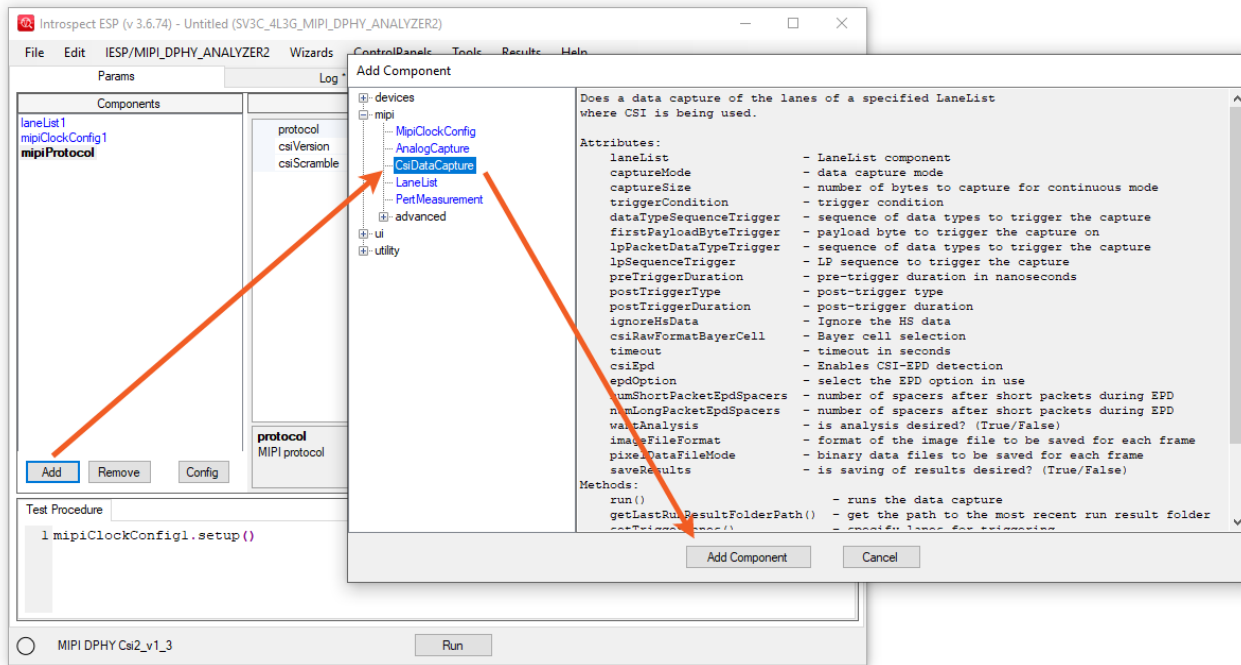 Introspect ESP (v 3.6.74) - Untitled (SV3C_4L3G_MIPI_DPHY_ANALYZER2)
File Edit IESP/MIPI_DPHY_ANALYZER2 Wizards ControlPanels Tools Results Help
Params
Log *
Components
laneList1
mipiClockConfig1
mipiProtocol
protocol
csiVersion
csiScramble
protocol
MIPI protocol
Add Remove Config
Test Procedure
1 mipiClockConfig1.setup()
MIPI DPHY Csi2_v1_3
Run
Add Component
devices
mipi
MipiClockConfig
AnalogCapture
CsiDataCapture
LaneList
PertMeasurement
advanced
ui
utility
Does a data capture of the lanes of a specified LaneList
where CSI is being used.
Attributes:
laneList - LaneList component
captureMode - data capture mode
captureSize - number of bytes to capture for continuous mode
triggerCondition - trigger condition
dataTypeSequenceTrigger - sequence of data types to trigger the capture
firstPayloadByteTrigger - payload byte to trigger the capture on
lpPacketDataTypeTrigger - sequence of data types to trigger the capture
lpSequenceTrigger - LP sequence to trigger the capture
preTriggerDuration - pre-trigger duration in nanoseconds
postTriggerType - post-trigger type
postTriggerDuration - post-trigger duration
ignoreHsData - Ignore the HS data
csiRawFormatBayerCell - Bayer cell selection
timeout - timeout in seconds
csiEpd - Enables CSI-EPD detection
epdOption - select the EPD option in use
numShortPacketEpdSpacers - number of spacers after short packets during EPD
numLongPacketEpdSpacers - number of spacers after long packets during EPD
wantAnalysis - is analysis desired? (True/False)
imageFileFormat - format of the image file to be saved for each frame
pixelDataFileMode - binary data files to be saved for each frame
saveResults - is saving of results desired? (True/False)
Methods:
run() - runs the data capture
getLastRunResultFolderPath() - get the path to the most recent run result folder
setTriggerLanes() - specify lanes for triggering
Add Component Cancel